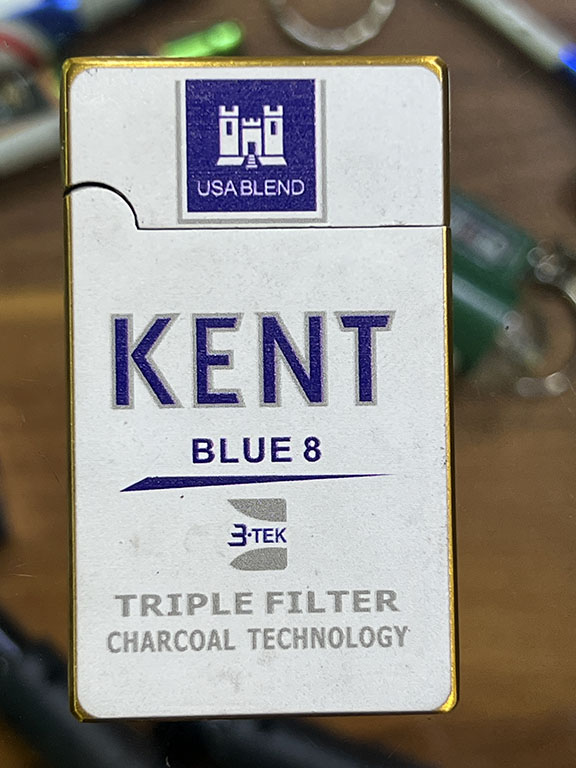 USA BLEND
KENT
BLUE 8
3·TEK
TRIPLE FILTER
CHARCOAL TECHNOLOGY